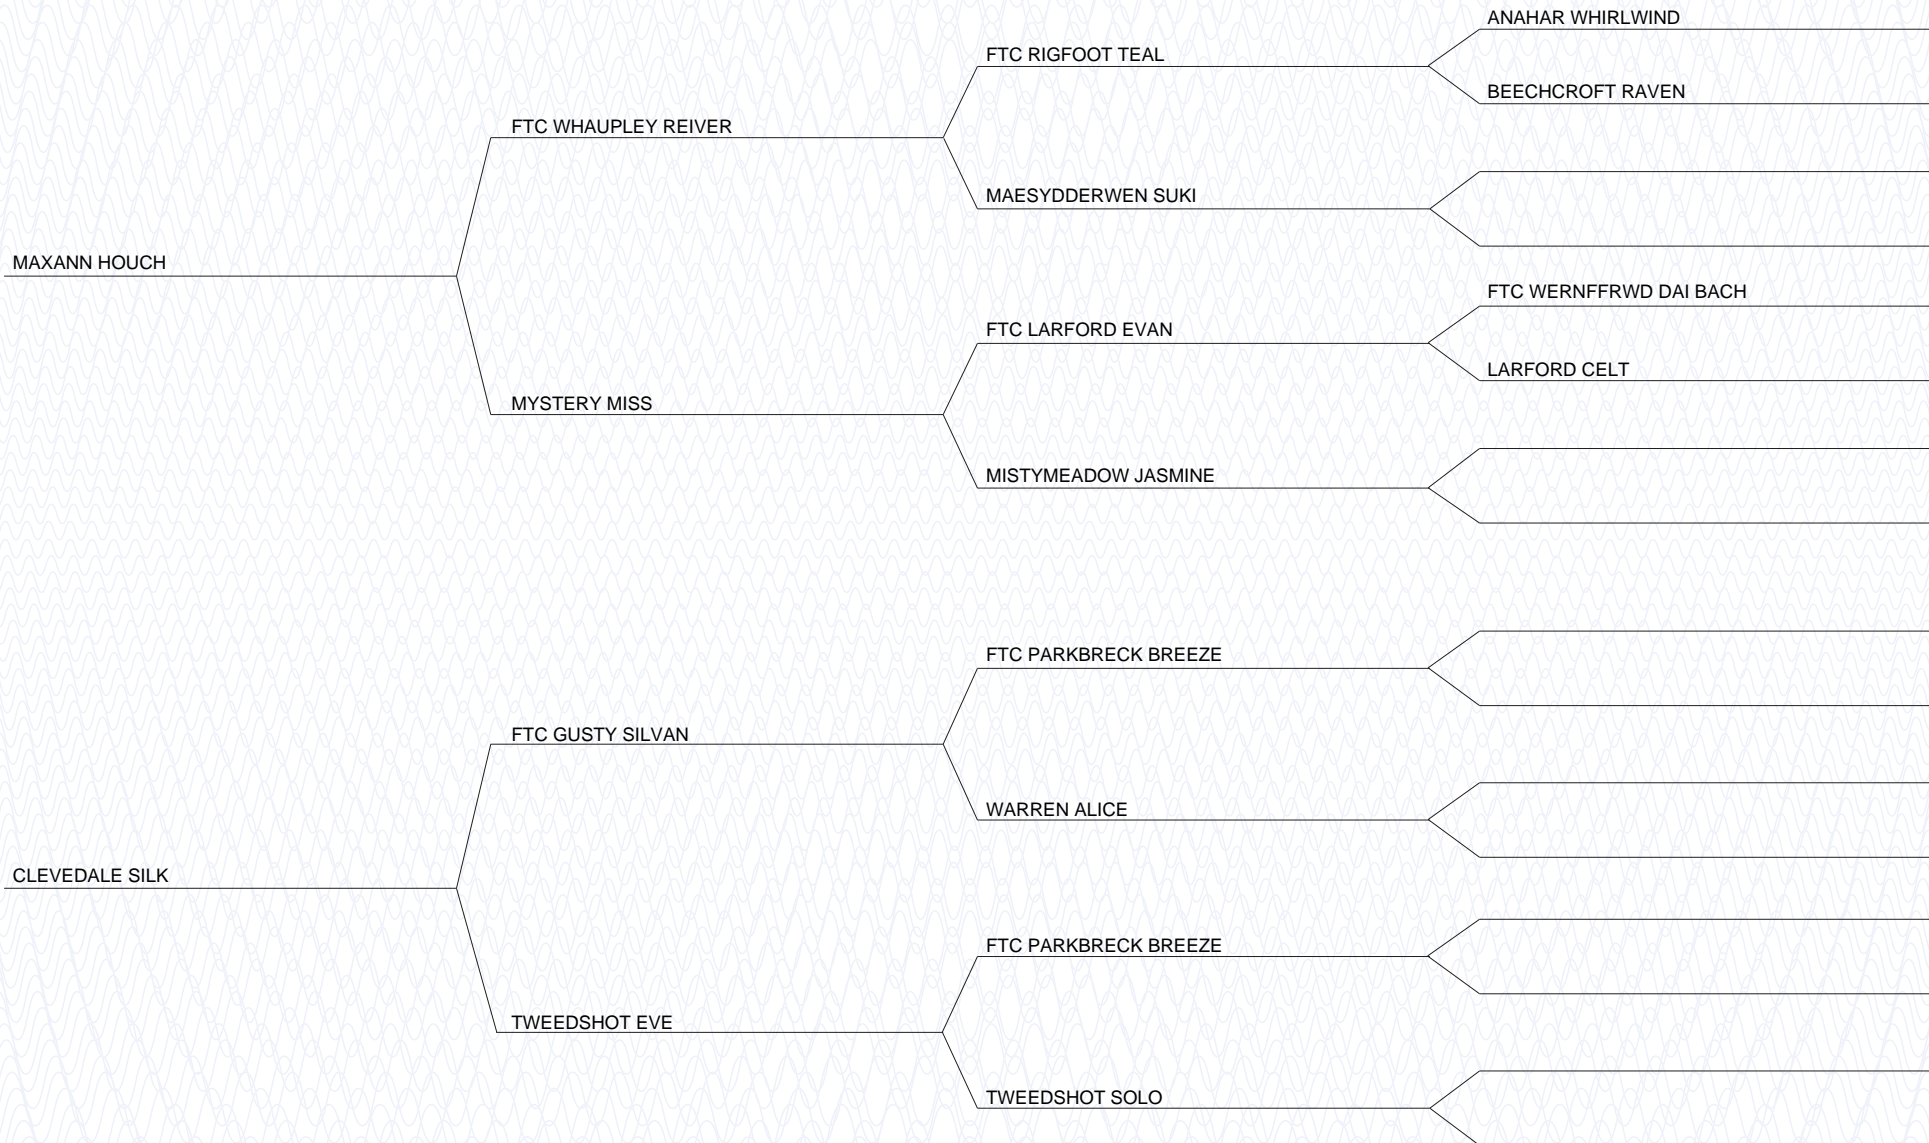 ANAHAR WHIRLWIND
FTC RIGFOOT TEAL
BEECHCROFT RAVEN
FTC WHAUPLEY REIVER
MAESYDDERWEN SUKI
MAXANN HOUCH
FTC WERNFFRWD DAI BACH
FTC LARFORD EVAN
LARFORD CELT
MYSTERY MISS
MISTYMEADOW JASMINE
FTC PARKBRECK BREEZE
FTC GUSTY SILVAN
WARREN ALICE
CLEVEDALE SILK
FTC PARKBRECK BREEZE
TWEEDSHOT EVE
TWEEDSHOT SOLO